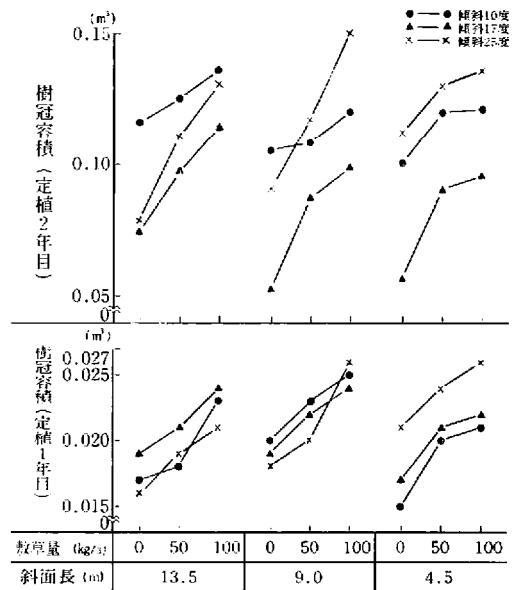 (m³)
●—● 傾斜10度
▲—▲ 傾斜17度
×—× 傾斜25度
樹冠容積(定植2年目)
0.15
0.10
0.05
0
(m³)
樹冠容積(定植1年目)
0.027
0.025
0.020
0.015
0
敷草量 (kg/a) 0 50 100 0 50 100 0 50 100
斜面長 (m) 13.5 9.0 4.5